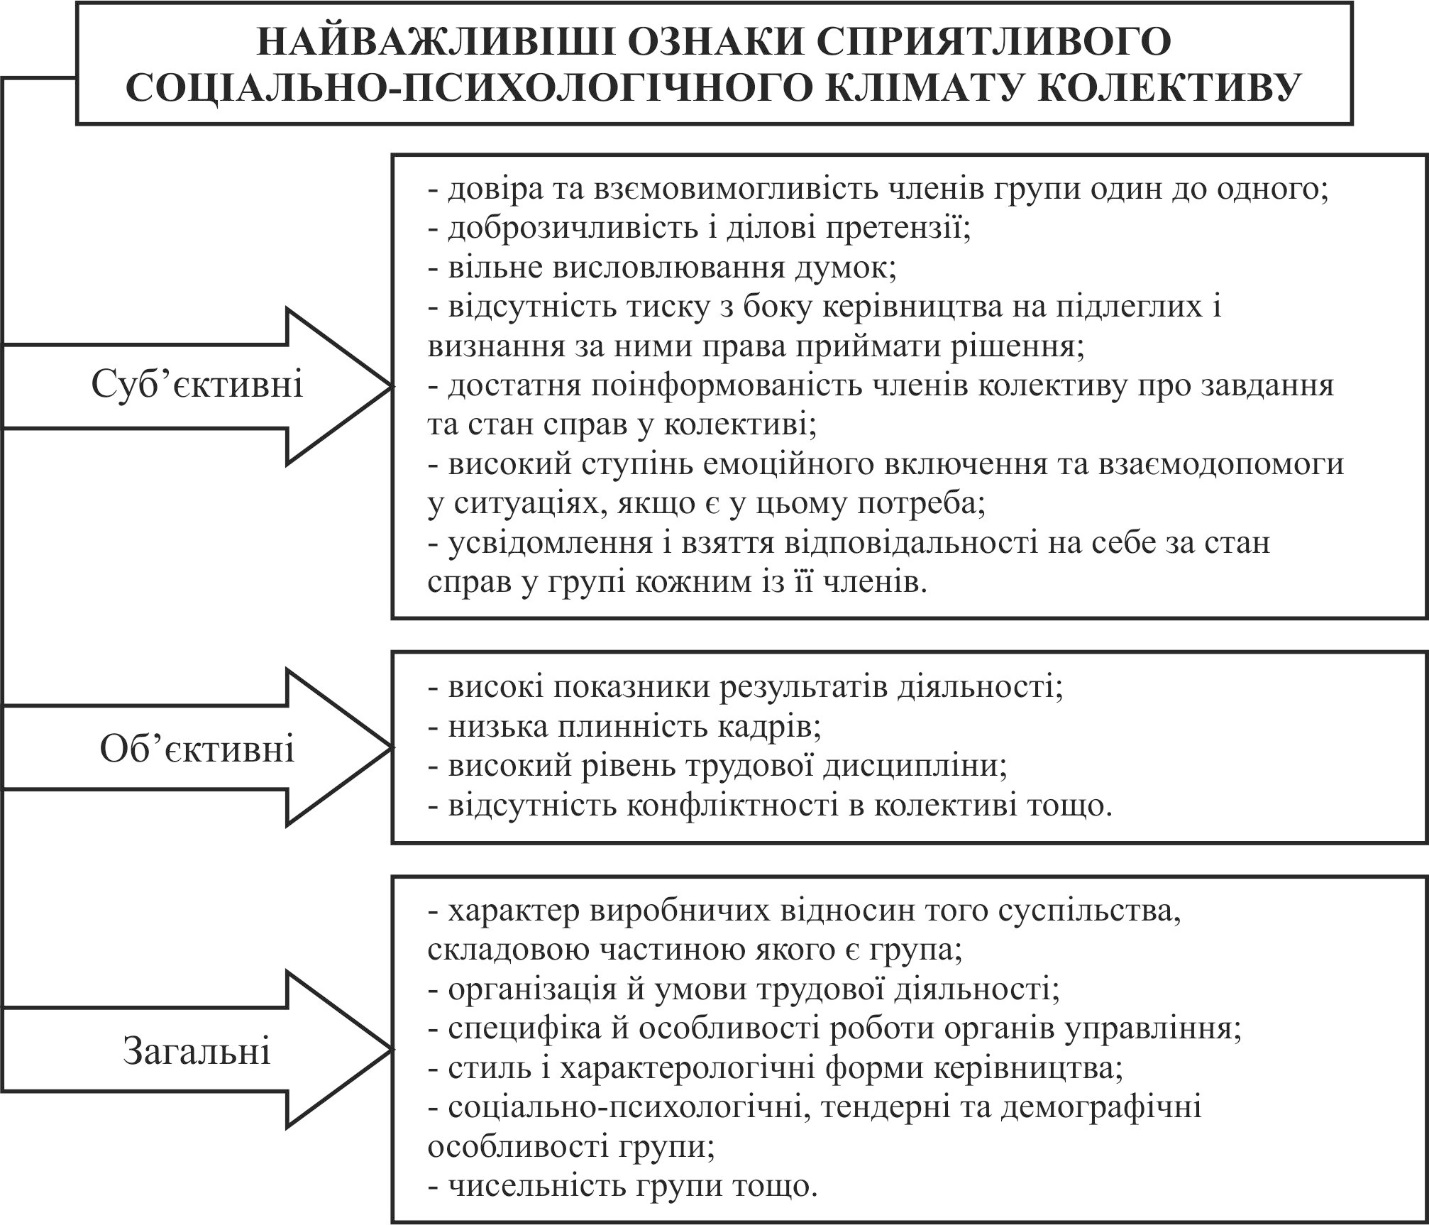 НАЙВАЖЛИВІШІ ОЗНАКИ СПРИЯТЛИВОГО
СОЦІАЛЬНО-ПСИХОЛОГІЧНОГО КЛІМАТУ КОЛЕКТИВУ
Суб’єктивні
- довіра та взємовимогливість членів групи один до одного;
- доброзичливість і ділові претензії;
- вільне висловлювання думок;
- відсутність тиску з боку керівництва на підлеглих і
визнання за ними права приймати рішення;
- достатня поінформованість членів колективу про завдання
та стан справ у колективі;
- високий ступінь емоційного включення та взаємодопомоги
у ситуаціях, якщо є у цьому потреба;
- усвідомлення і взяття відповідальності на себе за стан
справ у групі кожним із її членів.
Об’єктивні
- високі показники результатів діяльності;
- низька плинність кадрів;
- високий рівень трудової дисципліни;
- відсутність конфліктності в колективі тощо.
Загальні
- характер виробничих відносин того суспільства,
складовою частиною якого є група;
- організація й умови трудової діяльності;
- специфіка й особливості роботи органів управління;
- стиль і характерологічні форми керівництва;
- соціально-психологічні, тендерні та демографічні
особливості групи;
- чисельність групи тощо.